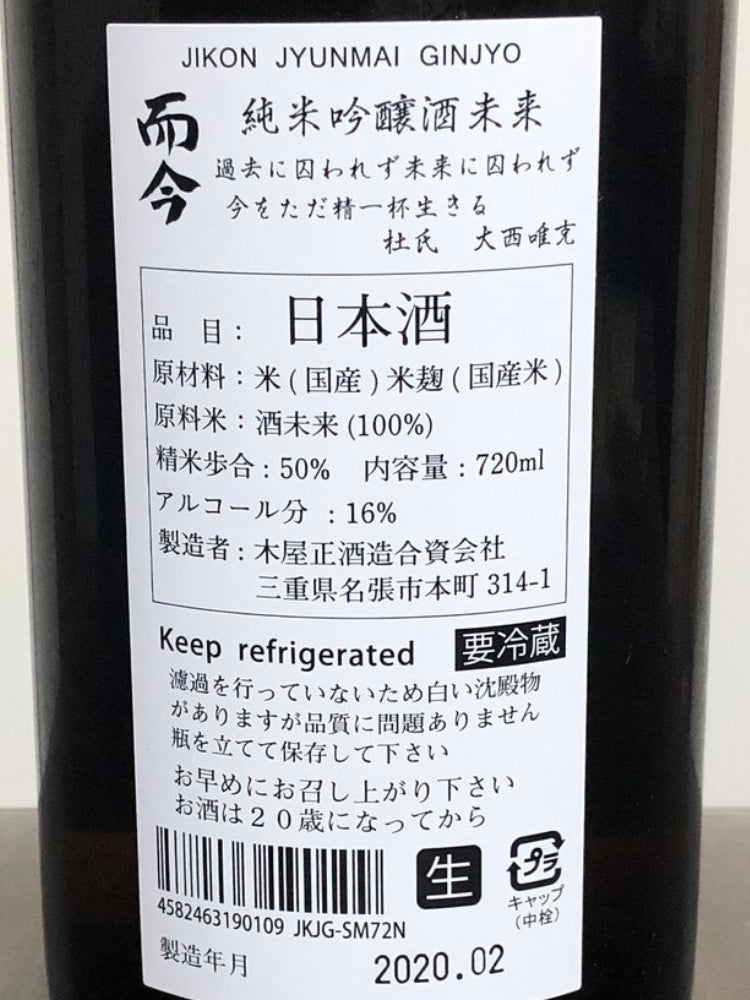 JIKON JYUNMAI GINJYO
而今
純米吟醸酒未来
過去に囚われず未来に囚われず
今をただ精一杯生きる
杜氏 大西唯克
品 目： 日本酒
原材料：米(国産)米麹(国産米)
原料米：酒未来(100%)
精米歩合：50% 内容量：720ml
アルコール分 ：16%
製造者：木屋正酒造合資会社
三重県名張市本町 314-1
Keep refrigerated 要冷蔵
濾過を行っていないため白い沈殿物
がありますが品質に問題ありません
瓶を立てて保存して下さい
お早めにお召し上がり下さい
お酒は２０歳になってから
生
プラ
キャップ
(中栓)
4582463190109 JKJG-SM72N
製造年月 2020.02